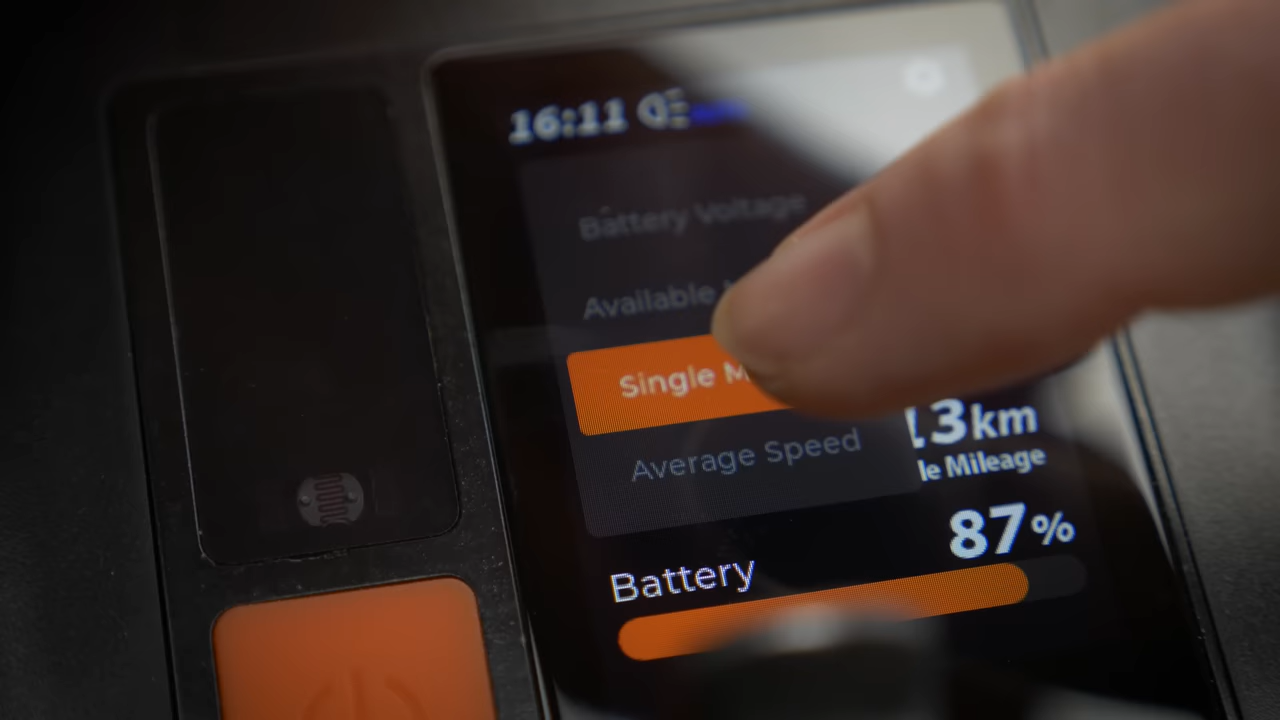 16:11
Battery Voltage
Available
Single
Average Speed
3km
le Mileage
87%
Battery